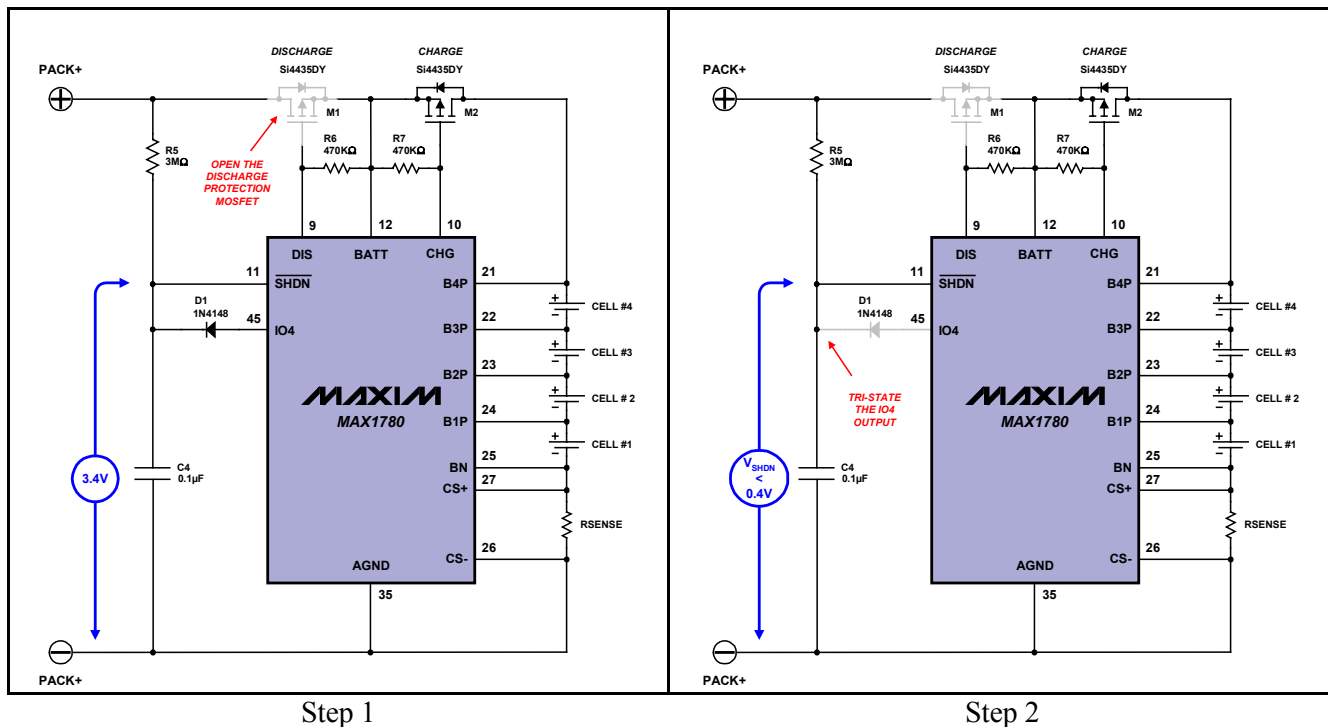 DISCHARGE
Si4435DY
CHARGE
Si4435DY
PACK+
M1
M2
R5
3MΩ
R6
470KΩ
R7
470KΩ
OPEN THE
DISCHARGE
PROTECTION
MOSFET
9
12
10
DIS
BATT
CHG
11
SHDN
D1
1N4148
45
IO4
B4P
21
CELL #4
B3P
22
CELL #3
B2P
23
CELL # 2
B1P
24
CELL #1
BN
25
CS+
27
RSENSE
CS-
26
MAXIM
MAX1780
3.4V
C4
0.1µF
AGND
35
PACK+
Step 1
DISCHARGE
Si4435DY
CHARGE
Si4435DY
PACK+
M1
M2
R5
3MΩ
R6
470KΩ
R7
470KΩ
9
12
10
DIS
BATT
CHG
11
SHDN
D1
1N4148
45
IO4
TRI-STATE
THE IO4
OUTPUT
B4P
21
CELL #4
B3P
22
CELL #3
B2P
23
CELL # 2
B1P
24
CELL #1
BN
25
CS+
27
RSENSE
CS-
26
MAXIM
MAX1780
VSHDN
<
0.4V
C4
0.1µF
AGND
35
PACK+
Step 2